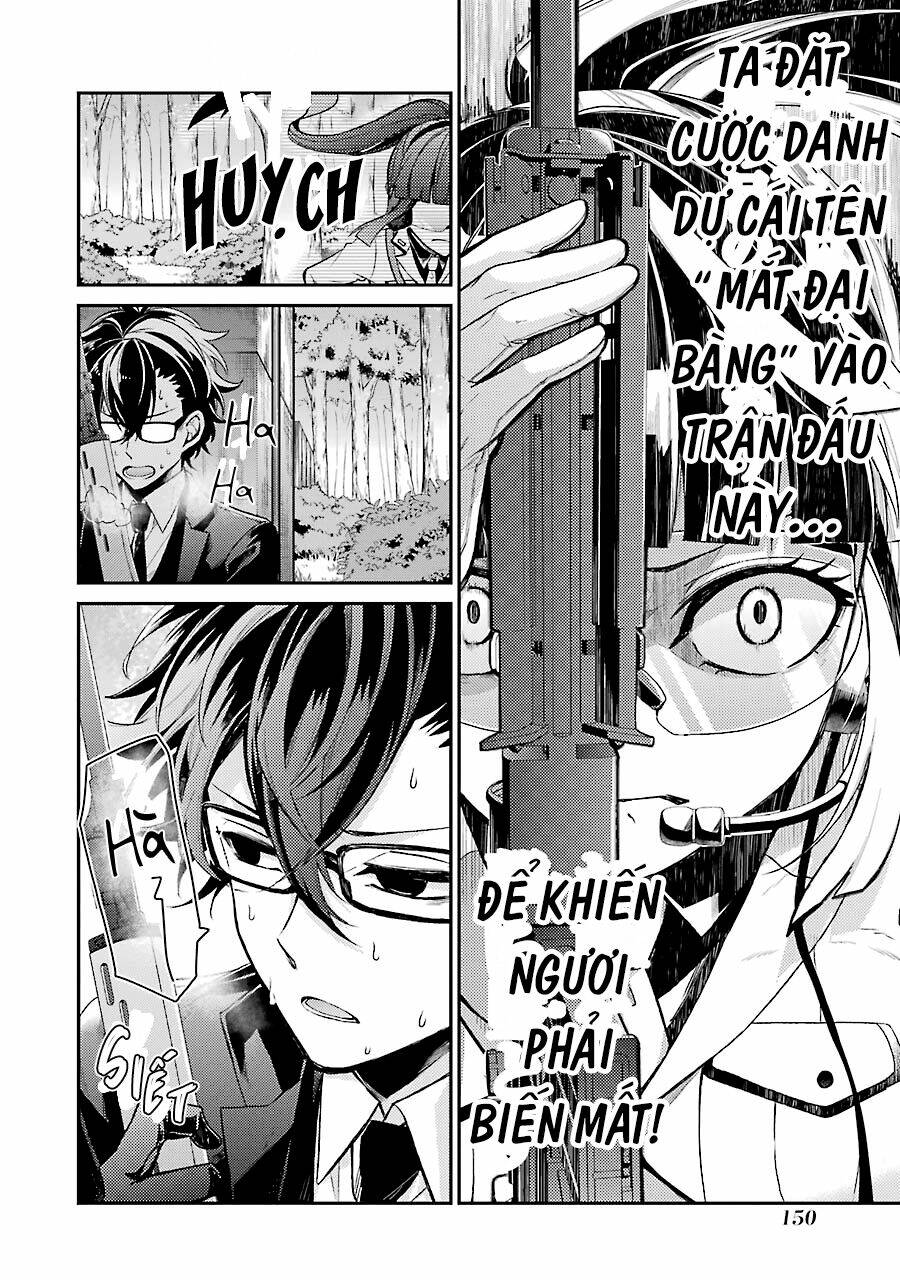 TA ĐẶT
CƯỢC DANH
DỰ CÁI TÊN
“MẮT ĐẠI
BÀNG” VÀO
TRẬN ĐẤU
NÀY...
ĐỂ KHIẾN
NGƯƠI
PHẢI
BIẾN MẤT!
HUỴCH
Ha
Ha
Hà
SIẾT
150